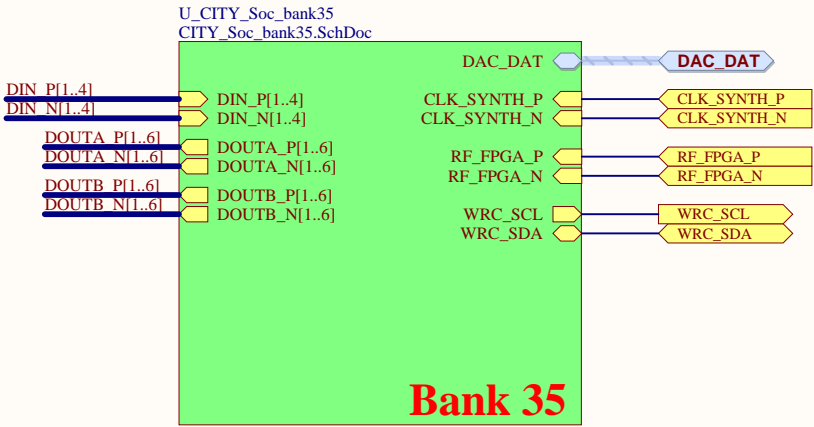 U_CITY_Soc_bank35
CITY_Soc_bank35.SchDoc
DAC_DAT DAC_DAT
DIN_P[1..4] DIN_P[1..4] CLK_SYNTH_P CLK_SYNTH_P
DIN_N[1..4] DIN_N[1..4] CLK_SYNTH_N CLK_SYNTH_N
DOUTA_P[1..6] DOUTA_P[1..6] RF_FPGA_P RF_FPGA_P
DOUTA_N[1..6] DOUTA_N[1..6] RF_FPGA_N RF_FPGA_N
DOUTB_P[1..6] DOUTB_P[1..6]
DOUTB_N[1..6] DOUTB_N[1..6] WRC_SCL WRC_SCL
WRC_SDA WRC_SDA
Bank 35